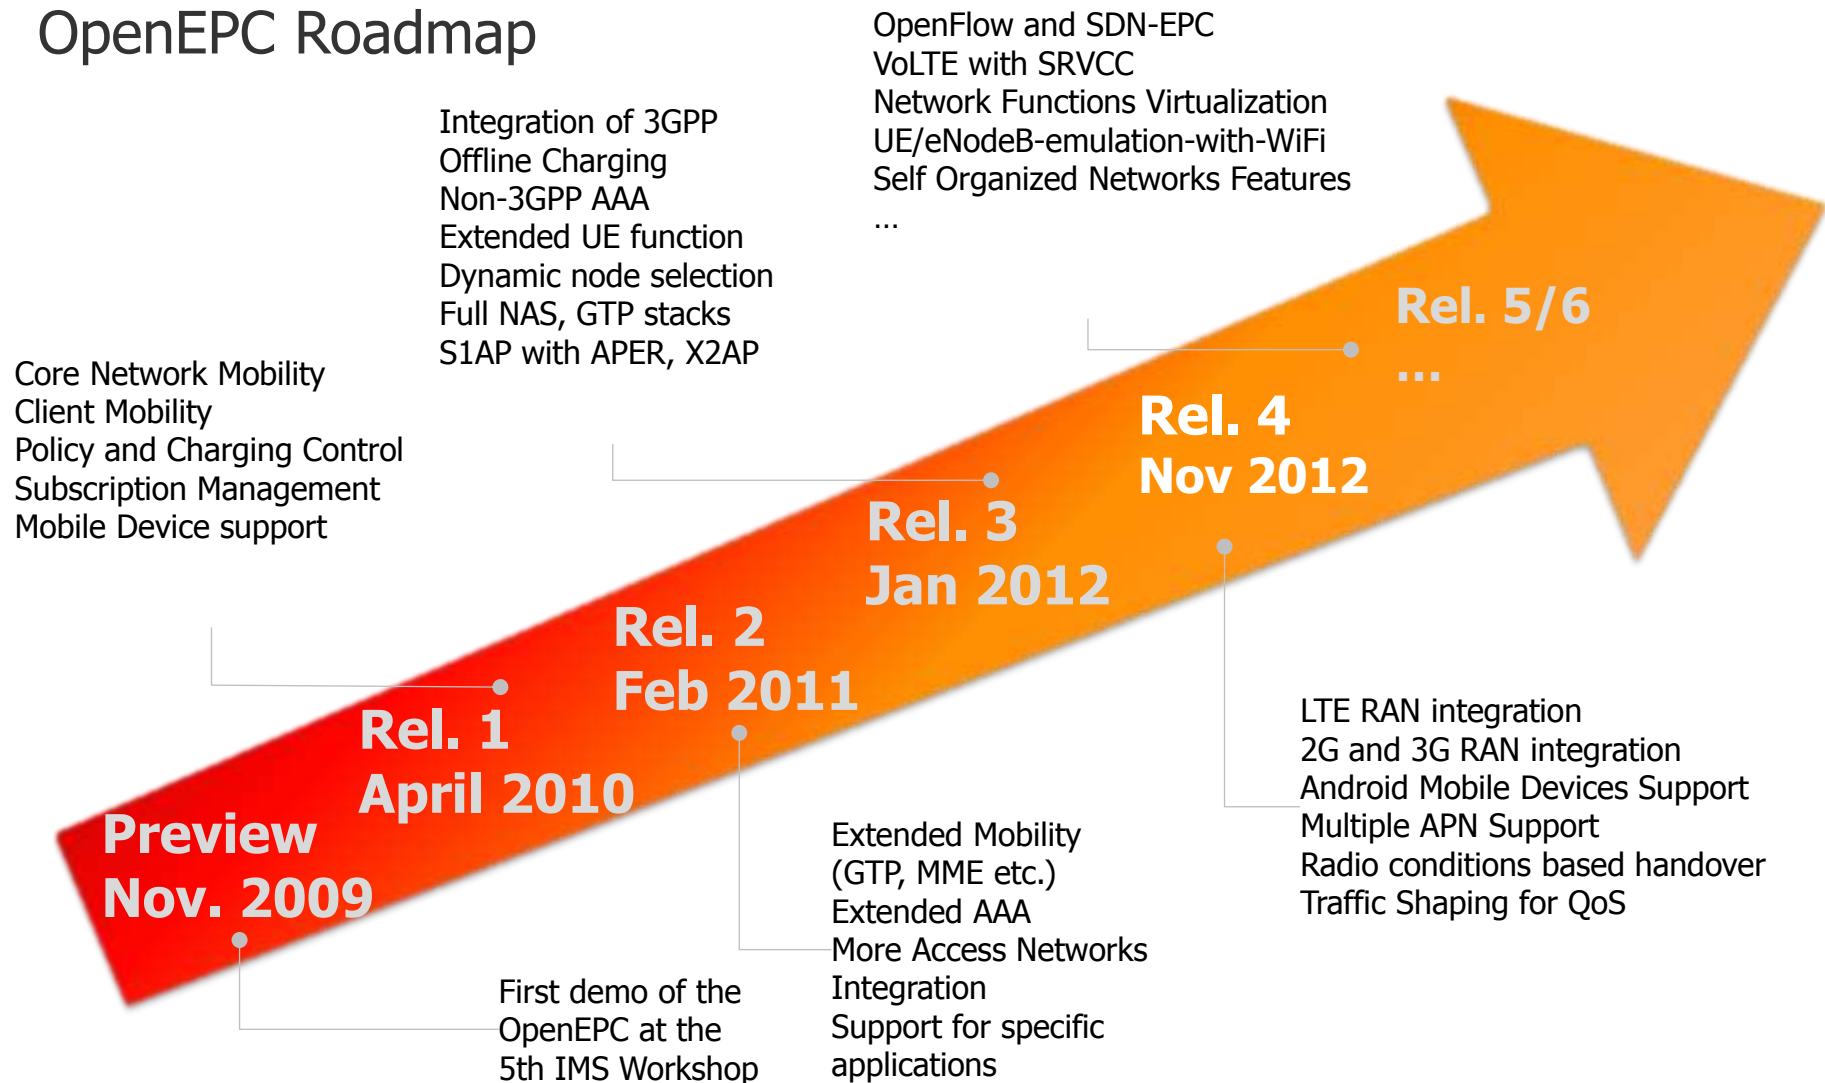 OpenEPC Roadmap
OpenFlow and SDN-EPC
VoLTE with SRVCC
Network Functions Virtualization
UE/eNodeB-emulation-with-WiFi
Self Organized Networks Features
...
Integration of 3GPP
Offline Charging
Non-3GPP AAA
Extended UE function
Dynamic node selection
Full NAS, GTP stacks
S1AP with APER, X2AP
Core Network Mobility
Client Mobility
Policy and Charging Control
Subscription Management
Mobile Device support
Rel. 5/6
...
Rel. 4
Nov 2012
Rel. 3
Jan 2012
Rel. 2
Feb 2011
Rel. 1
April 2010
Preview
Nov. 2009
First demo of the
OpenEPC at the
5th IMS Workshop
Extended Mobility
(GTP, MME etc.)
Extended AAA
More Access Networks
Integration
Support for specific
applications
LTE RAN integration
2G and 3G RAN integration
Android Mobile Devices Support
Multiple APN Support
Radio conditions based handover
Traffic Shaping for QoS